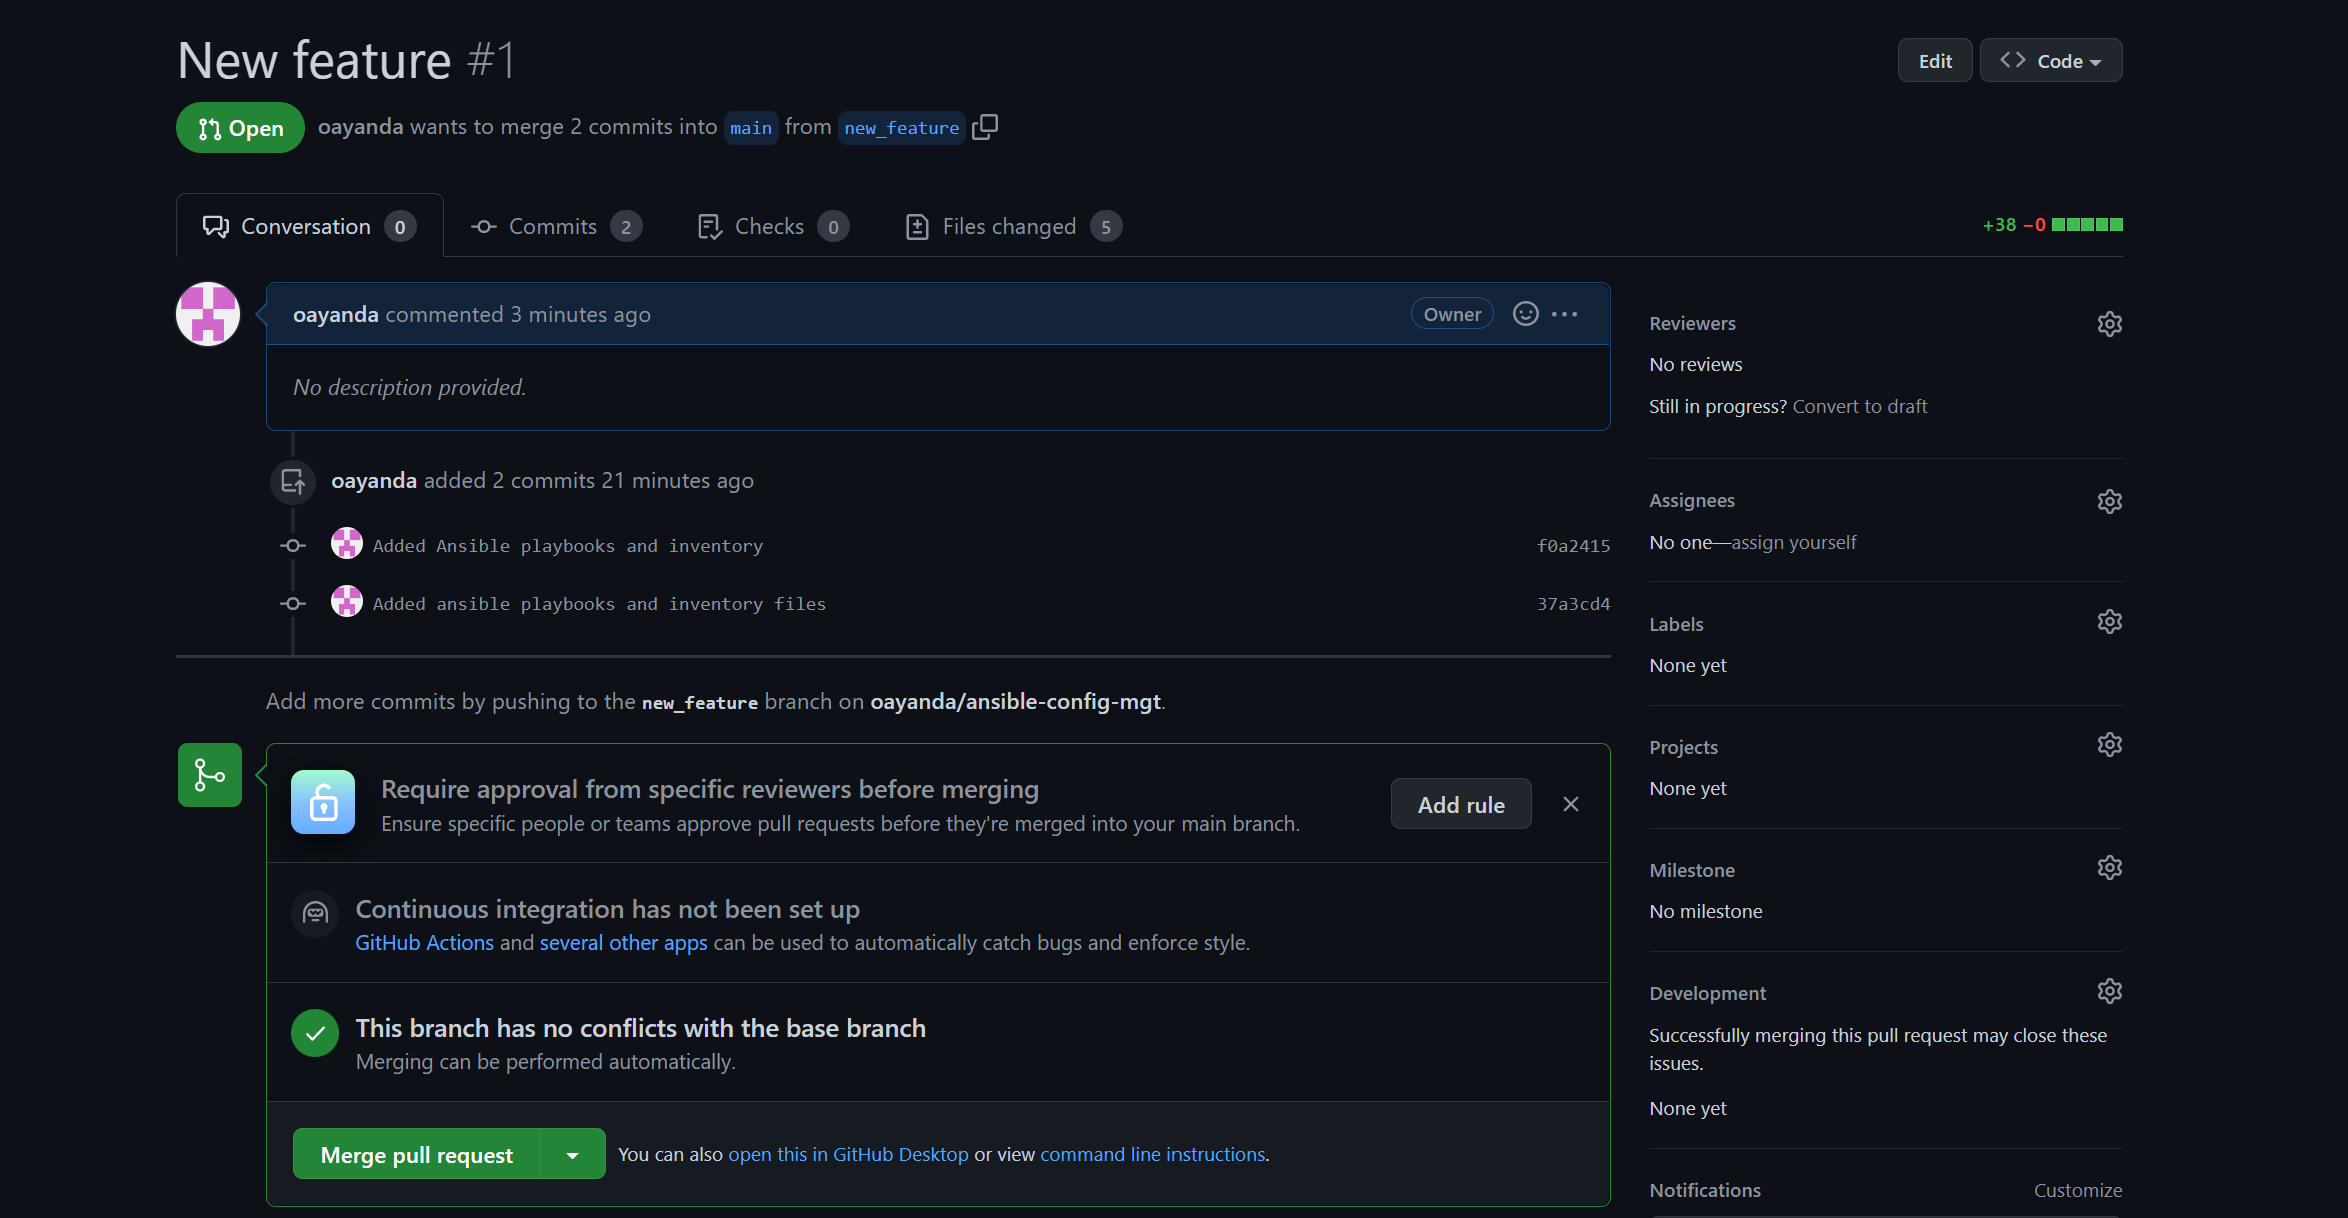 New feature #1
Edit
Code
Open
oayanda wants to merge 2 commits into main from new_feature
Conversation 0
Commits 2
Checks 0
Files changed 5
+38 −0
oayanda commented 3 minutes ago
Owner
No description provided.
oayanda added 2 commits 21 minutes ago
Added Ansible playbooks and inventory
f0a2415
Added ansible playbooks and inventory files
37a3cd4
Add more commits by pushing to the new_feature branch on oayanda/ansible-config-mgt.
Require approval from specific reviewers before merging
Ensure specific people or teams approve pull requests before they're merged into your main branch.
Add rule
Continuous integration has not been set up
GitHub Actions and several other apps can be used to automatically catch bugs and enforce style.
This branch has no conflicts with the base branch
Merging can be performed automatically.
Merge pull request
You can also open this in GitHub Desktop or view command line instructions.
Reviewers
No reviews
Still in progress? Convert to draft
Assignees
No one—assign yourself
Labels
None yet
Projects
None yet
Milestone
No milestone
Development
Successfully merging this pull request may close these
issues.
None yet
Notifications
Customize